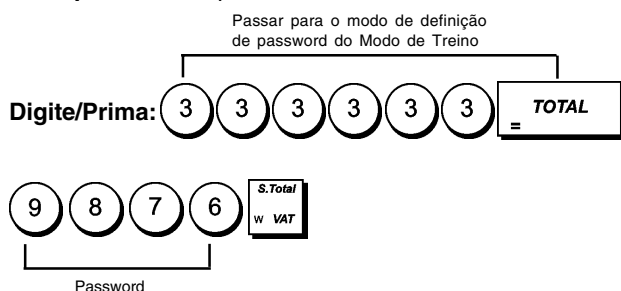 Passar para o modo de definição
de password do Modo de Treino
Digite/Prima: 3 3 3 3 3 3 TOTAL =
9 8 7 6 S.Total W VAT
Password